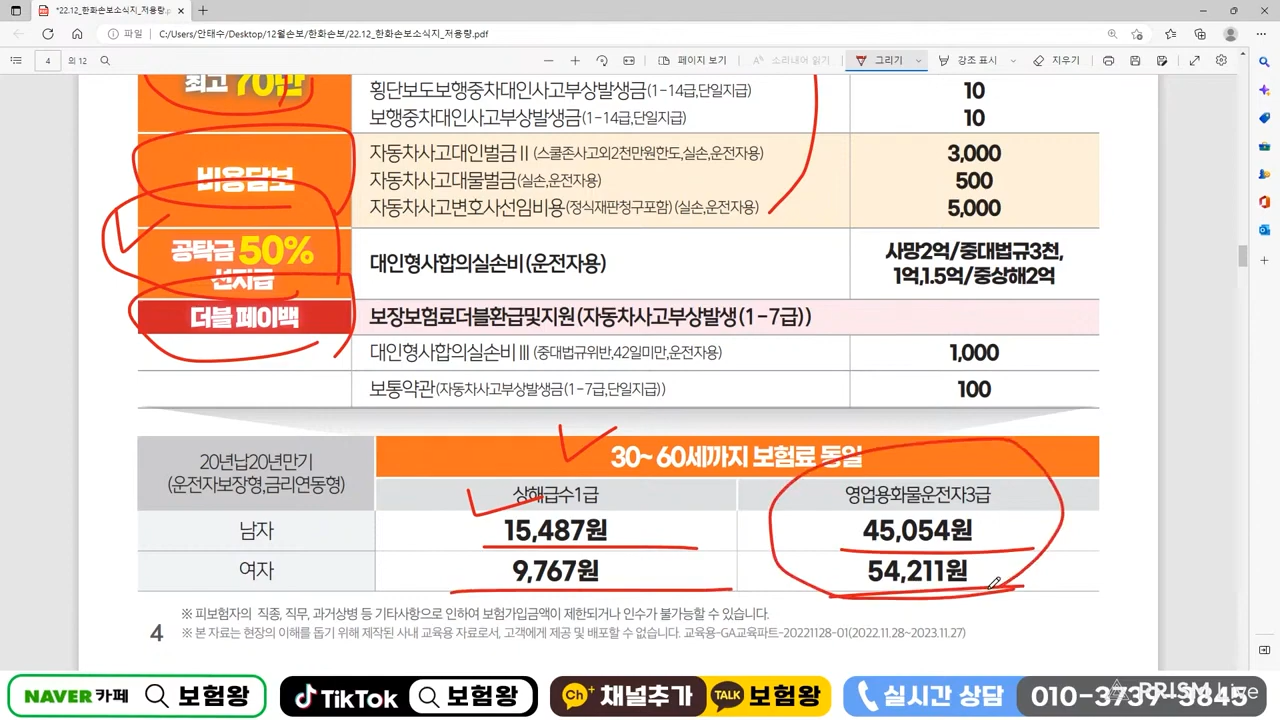 *22.12_한화손보소식지_저용량.pdf
파일
C:/Users/안태수/Desktop/12월손보/한화손보/22.12_한화손보소식지_저용량.pdf
4 의 12
페이지 보기
소리내어 읽기
그리기
강조 표시
지우기
최고 70만
횡단보도보행중차대인사고부상발생금(1-14급,단일지급) 10
보행중차대인사고부상발생금(1-14급,단일지급) 10
비용담보
자동차사고대인벌금Ⅱ(스쿨존사고외2천만원한도,실손,운전자용) 3,000
자동차사고대물벌금(실손,운전자용) 500
자동차사고변호사선임비용(정식재판청구포함)(실손,운전자용) 5,000
공탁금 50%
선지급
대인형사합의실손비(운전자용)
사망2억/중대법규3천,
1억,1.5억/중상해2억
더블 페이백
보장보험료더블환급및지원(자동차사고부상발생(1-7급))
대인형사합의실손비Ⅲ(중대법규위반,42일미만,운전자용) 1,000
보통약관(자동차사고부상발생금(1-7급,단일지급)) 100
20년납20년만기
(운전자보장형,금리연동형)
30~60세까지 보험료 동일
상해급수1급 영업용화물운전자3급
남자 15,487원 45,054원
여자 9,767원 54,211원
※ 피보험자의 직종, 직무, 과거상병 등 기타사항으로 인하여 보험가입금액이 제한되거나 인수가 불가능할 수 있습니다.
4 ※ 본 자료는 현장의 이해를 돕기 위해 제작된 사내 교육용 자료로서, 고객에게 제공 및 배포할 수 없습니다. 교육용-GA교육파트-20221128-01(2022.11.28~2023.11.27)
NAVER 카페 보험왕
TikTok 보험왕
Ch+ 채널추가 TALK 보험왕
실시간 상담 010-3739-5845
PRISM Live